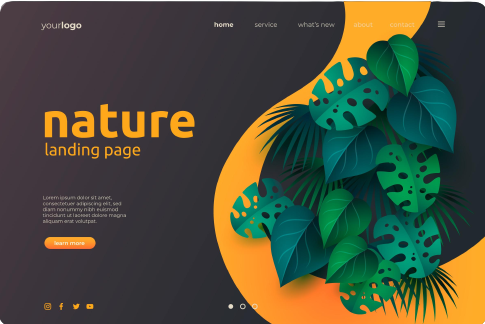 yourlogo
home service what's new about contact
nature
landing page
Lorem ipsum dolor sit amet,
consectetuer adipiscing elit, sed
diam nonummy nibh euismod
tincidunt ut laoreet dolore magna
aliquam erat volutpat.
learn more